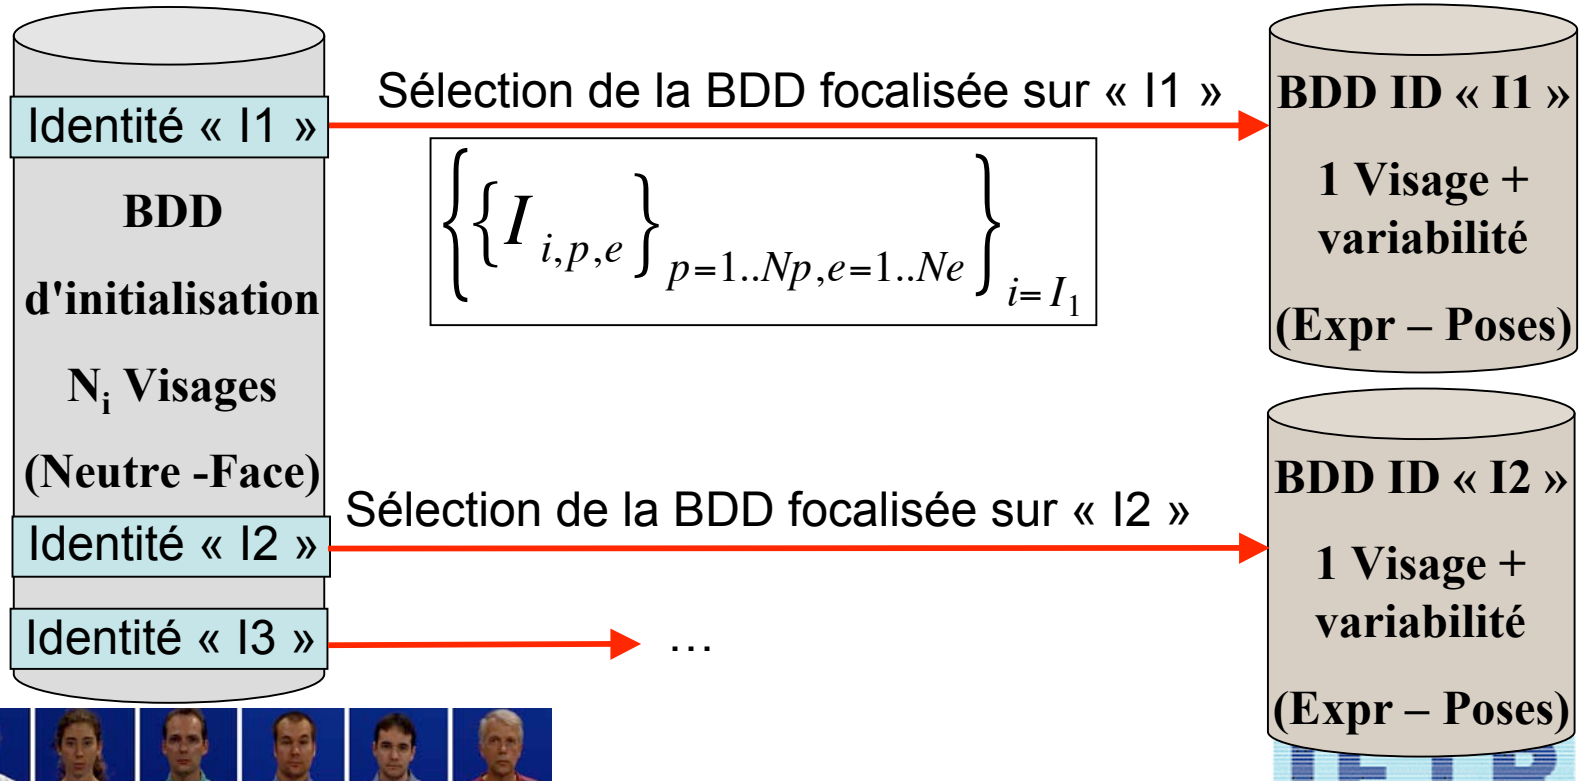 Identité « I1 »
BDD
d'initialisation
N_i Visages
(Neutre -Face)
Identité « I2 »
Identité « I3 »
Sélection de la BDD focalisée sur « I1 »
{{I_{i,p,e}}_{p=1..Np,e=1..Ne}}_{i=I_1}
Sélection de la BDD focalisée sur « I2 »
…
BDD ID « I1 »
1 Visage +
variabilité
(Expr – Poses)
BDD ID « I2 »
1 Visage +
variabilité
(Expr – Poses)